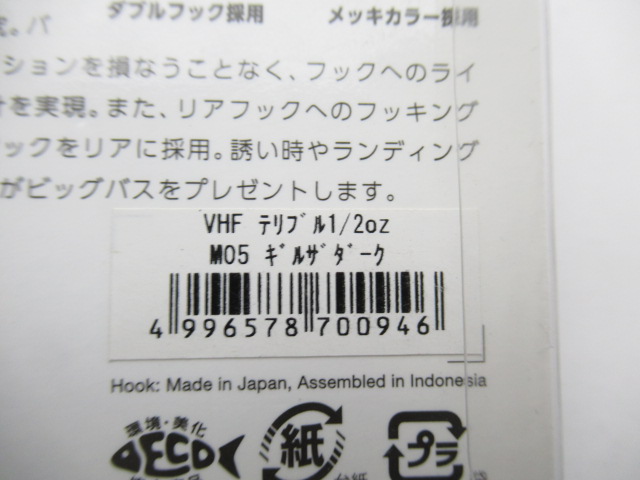 ダブルフック採用 メッキカラー採用
ションを損なうことなく、フックへのライ
を実現。また、リアフックへのフッキング
ックをリアに採用。誘い時やランディング
がビッグバスをプレゼントします。
VHF ﾃﾘﾌﾞﾙ1/2oz
M05 ｷﾞﾙｻﾞﾀﾞｰｸ
4 996578 700946
Hook: Made in Japan, Assembled in Indonesia
環境・美化
ECO
紙
プラ